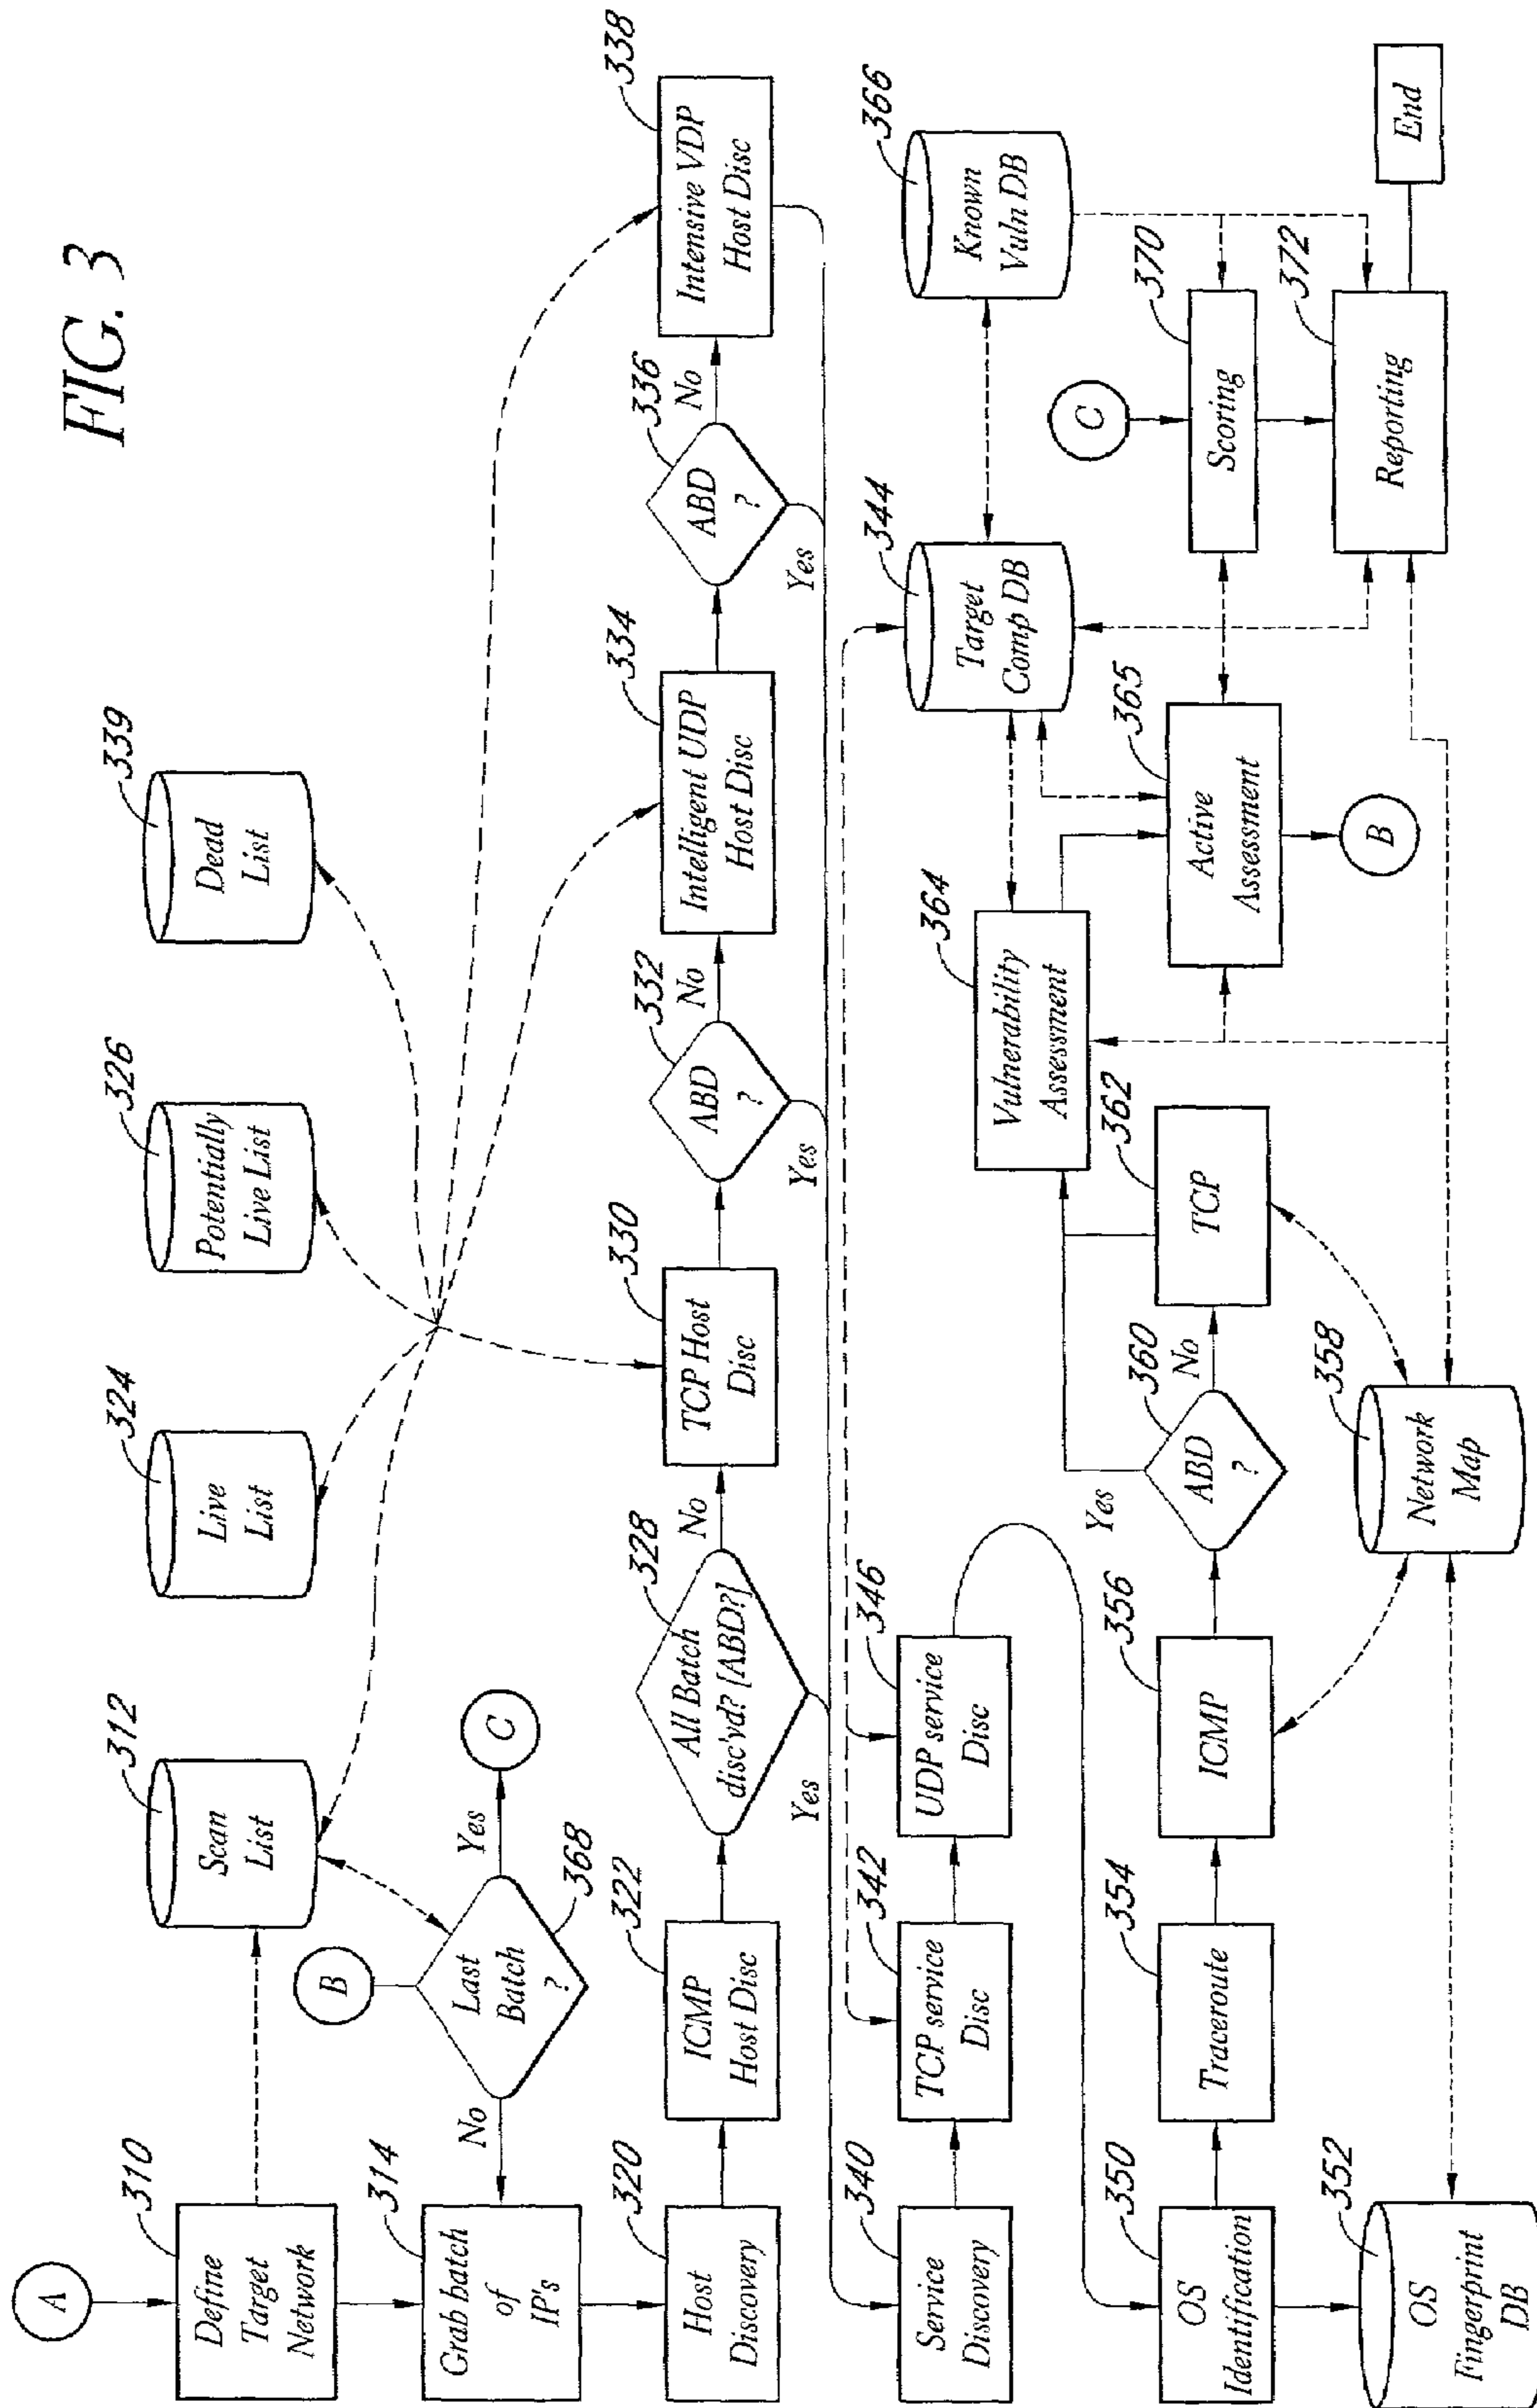 FIG. 3
A
310
Define
Target
Network
312
Scan
List
324
Live
List
326
Potentially
Live List
339
Dead
List
B
Last
Batch
?
368
Yes
C
No
314
Grab batch
of
IP's
320
Host
Discovery
322
ICMP
Host Disc
328
All Batch
disc'vd? [ABD?]
No
Yes
330
TCP Host
Disc
332
ABD
?
No
Yes
334
Intelligent UDP
Host Disc
336
ABD
?
No
Yes
338
Intensive VDP
Host Disc
340
Service
Discovery
342
TCP service
Disc
346
UDP service
Disc
344
Target
Comp DB
366
Known
Vuln DB
350
OS
Identification
354
Traceroute
356
ICMP
360
ABD
?
Yes
No
362
TCP
364
Vulnerability
Assessment
365
Active
Assessment
B
C
370
Scoring
372
Reporting
End
352
OS
Fingerprint
DB
358
Network
Map